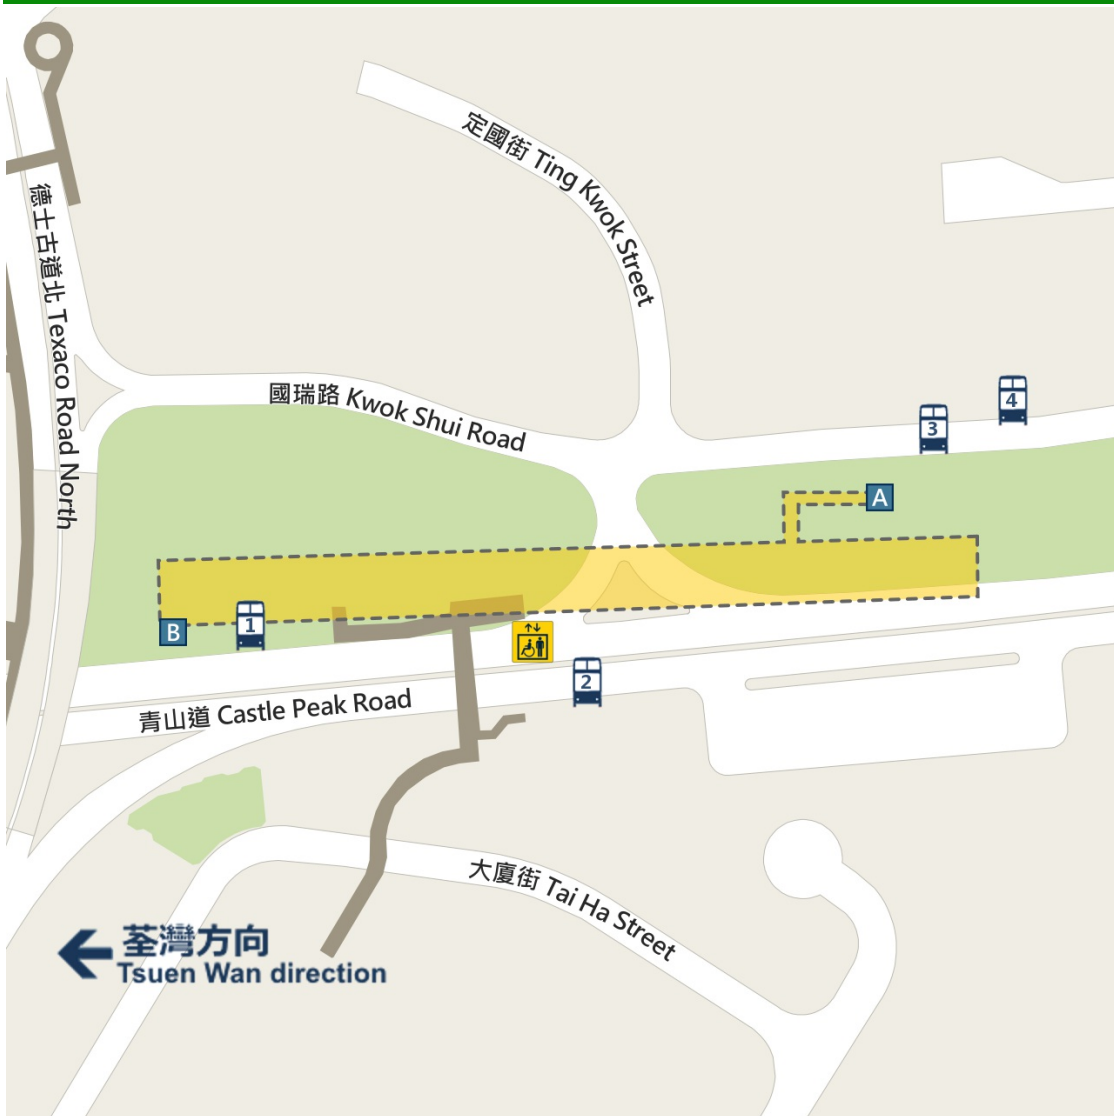 定國街 Ting Kwok Street
德士古道北 Texaco Road North
國瑞路 Kwok Shui Road
4
3
A
1
B
2
青山道 Castle Peak Road
大廈街 Tai Ha Street
荃灣方向
Tsuen Wan direction